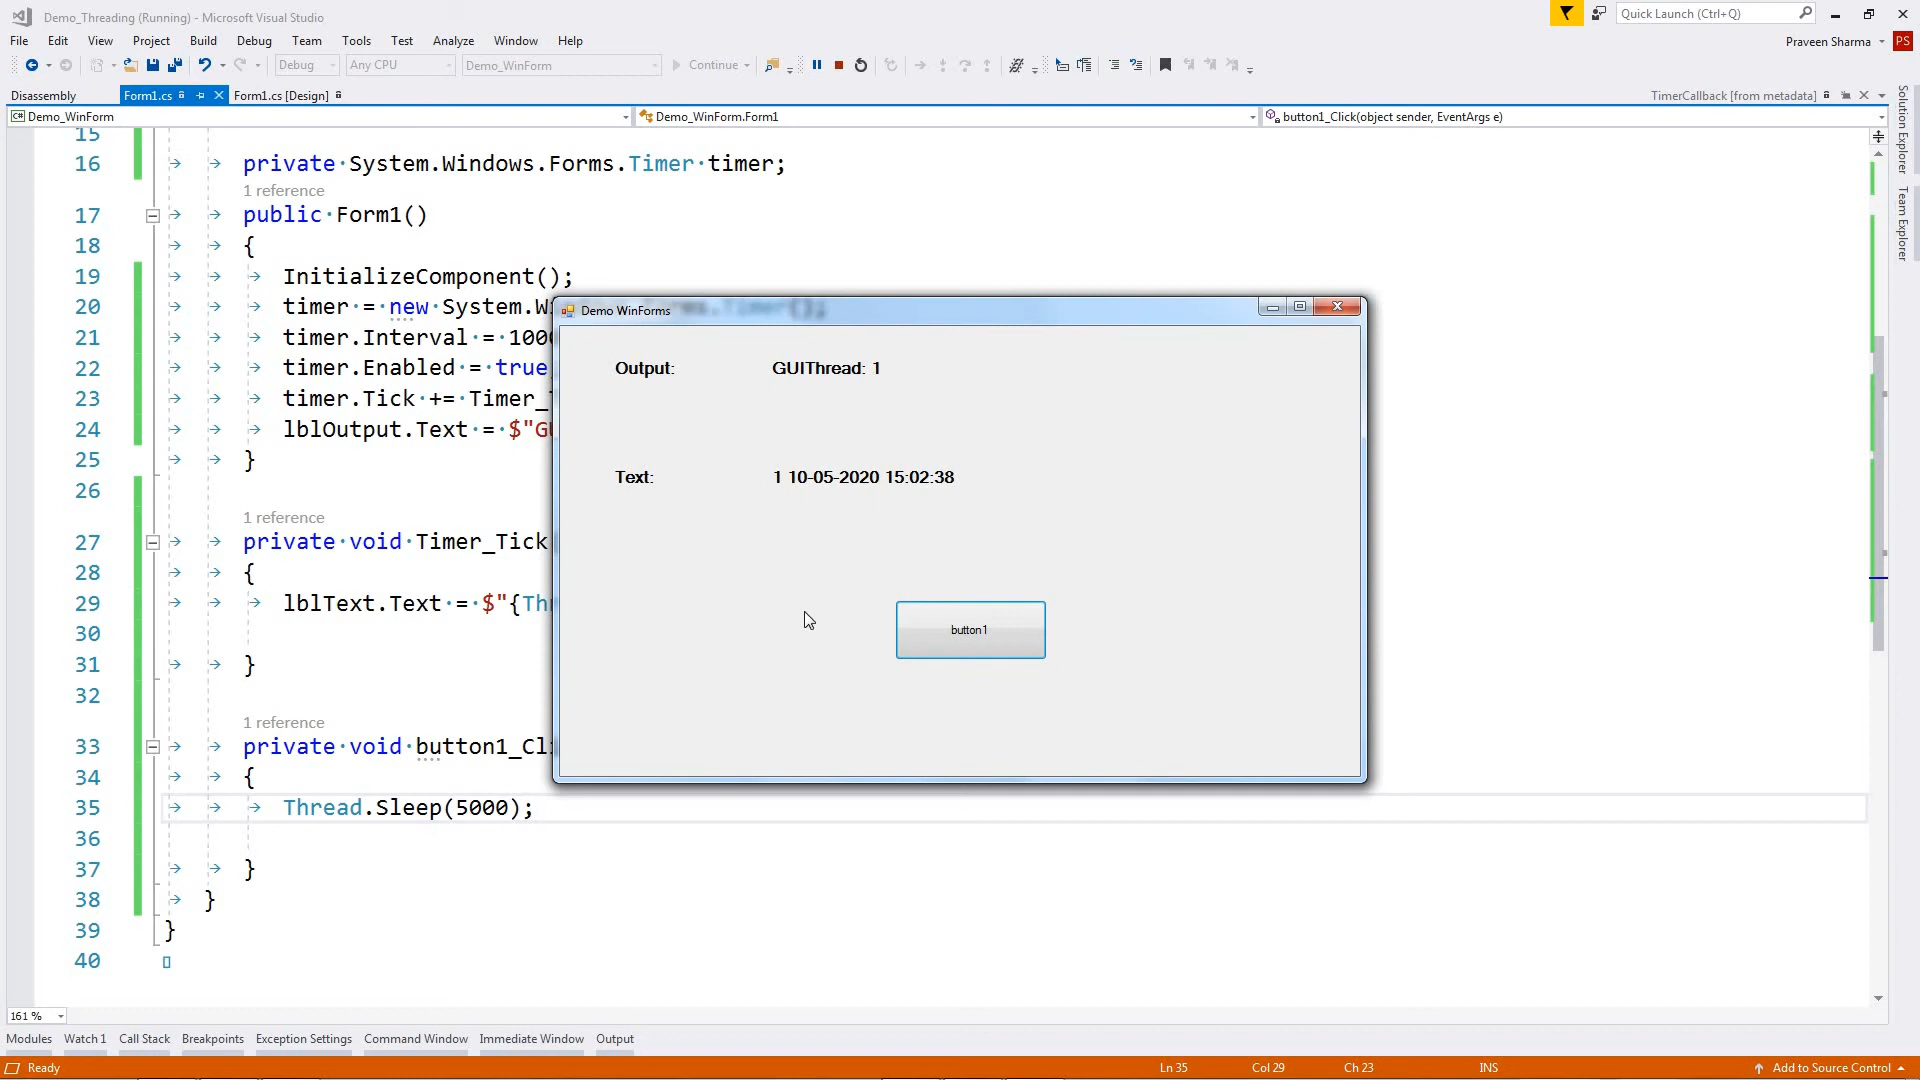 Demo_Threading (Running) - Microsoft Visual Studio
Quick Launch (Ctrl+Q)
File Edit View Project Build Debug Team Tools Test Analyze Window Help
Praveen Sharma PS
Debug Any CPU Demo_WinForm Continue
Disassembly Form1.cs Form1.cs [Design] TimerCallback [from metadata]
Demo_WinForm Demo_WinForm.Form1 button1_Click(object sender, EventArgs e)
Solution Explorer
Team Explorer
15
16 private System.Windows.Forms.Timer timer;
1 reference
17 public Form1()
18 {
19 InitializeComponent();
20 timer = new System.Wi
21 timer.Interval = 1000
22 timer.Enabled = true
23 timer.Tick += Timer_T
24 lblOutput.Text = $"GU
25 }
26
1 reference
27 private void Timer_Tick
28 {
29 lblText.Text = $"{Thr
30
31 }
32
1 reference
33 private void button1_Cli
34 {
35 Thread.Sleep(5000);
36
37 }
38 }
39 }
40
Demo WinForms
Output: GUIThread: 1
Text: 1 10-05-2020 15:02:38
button1
161 %
Modules Watch 1 Call Stack Breakpoints Exception Settings Command Window Immediate Window Output
Ready Ln 35 Col 29 Ch 23 INS Add to Source Control